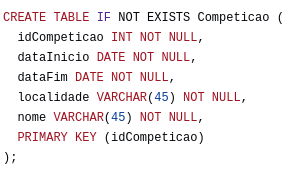 CREATE TABLE IF NOT EXISTS Competicao (
  idCompeticao INT NOT NULL,
  dataInicio DATE NOT NULL,
  dataFim DATE NOT NULL,
  localidade VARCHAR(45) NOT NULL,
  nome VARCHAR(45) NOT NULL,
  PRIMARY KEY (idCompeticao)
);